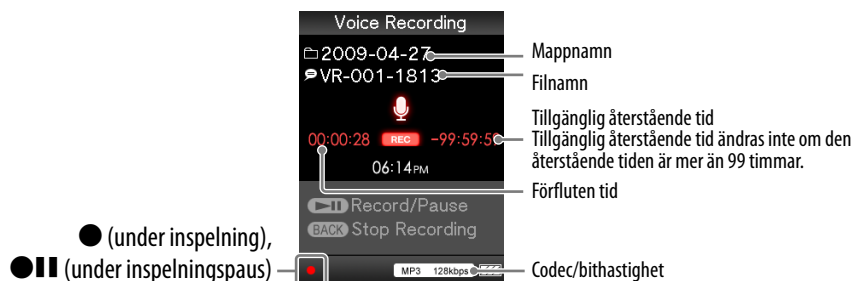 Voice Recording
2009-04-27
VR-001-1813
00:00:28 REC -99:59:5
06:14PM
Record/Pause
BACK Stop Recording
MP3 128kbps
Mappnamn
Filnamn
Tillgänglig återstående tid
Tillgänglig återstående tid ändras inte om den
återstående tiden är mer än 99 timmar.
Förfluten tid
Codec/bithastighet
● (under inspelning),
●❚❚ (under inspelningspaus)